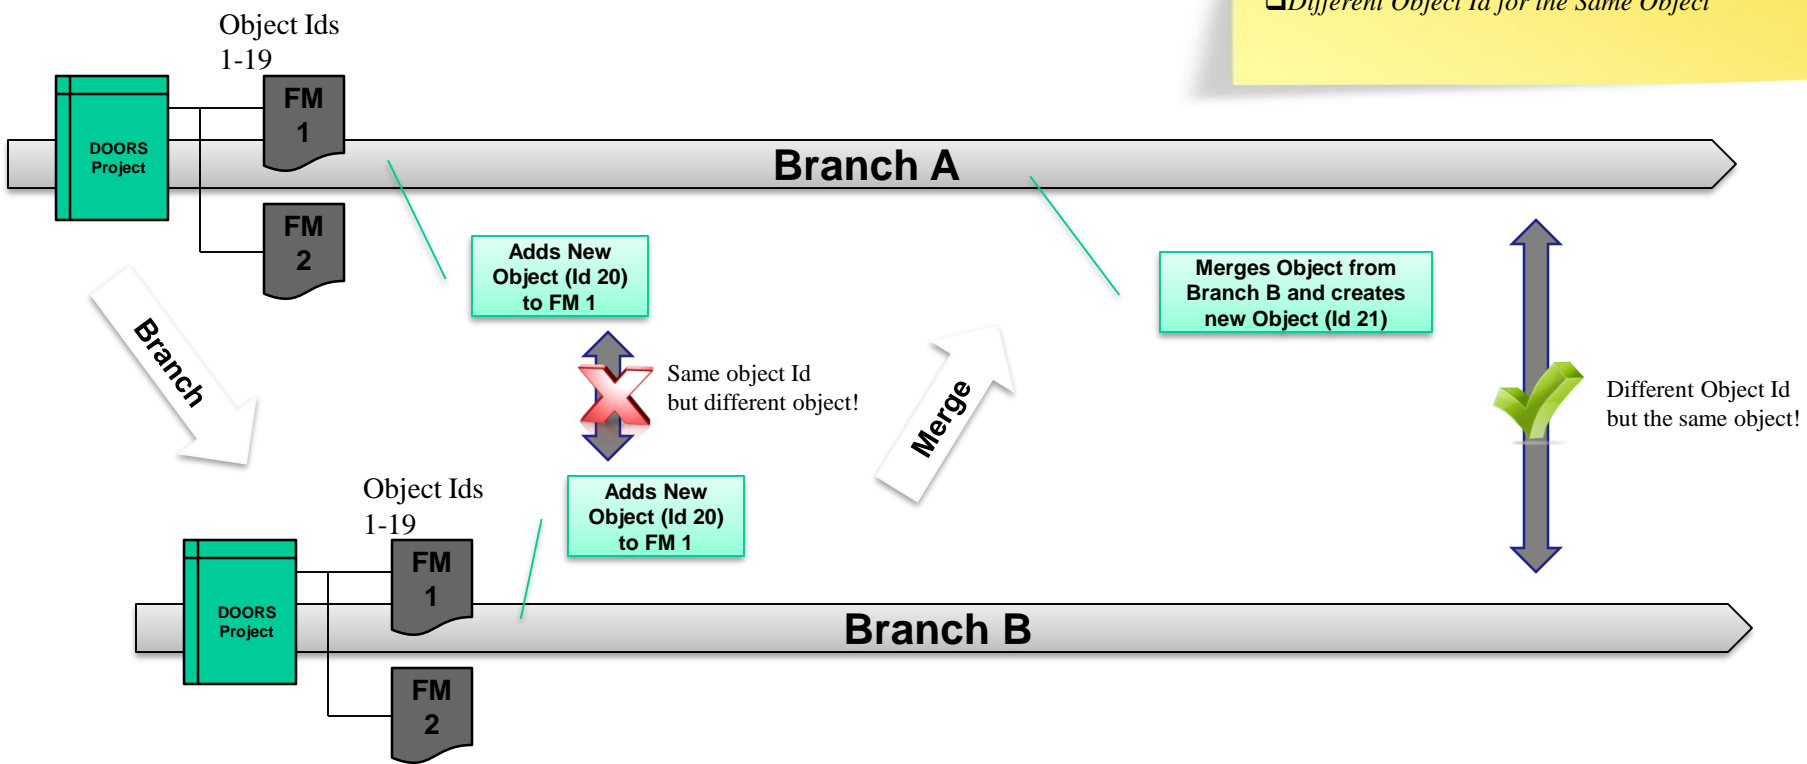 ❑Different Object Id for the Same Object
Object Ids
1-19
FM
1
DOORS
Project
Branch A
FM
2
Adds New
Object (Id 20)
to FM 1
Merges Object from
Branch B and creates
new Object (Id 21)
Branch
Same object Id
but different object!
Merge
Different Object Id
but the same object!
Object Ids
1-19
Adds New
Object (Id 20)
to FM 1
FM
1
DOORS
Project
Branch B
FM
2